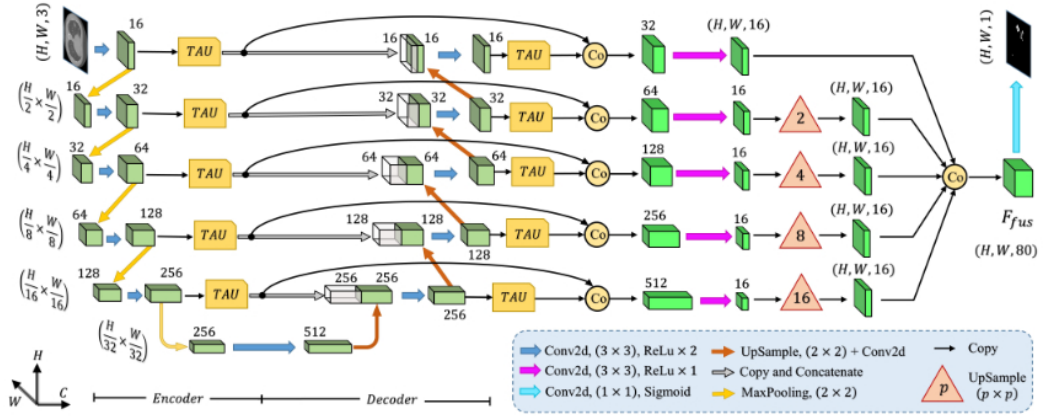 (H, W, 3)
16
TAU
16
16
16
TAU
Co
32
(H, W, 16)
(H, W, 1)
(H/2 × W/2)
16
32
TAU
32
32
32
TAU
Co
64
16
2
(H, W, 16)
(H/4 × W/4)
32
64
TAU
64
64
64
TAU
Co
128
16
4
(H, W, 16)
Co
F_fus
(H, W, 80)
(H/8 × W/8)
64
128
TAU
128
128
128
TAU
Co
256
16
8
(H, W, 16)
(H/16 × W/16)
128
256
TAU
256
256
256
TAU
Co
512
16
16
(H, W, 16)
(H/32 × W/32)
256
512
H
W
C
Encoder
Decoder
Conv2d, (3 × 3), ReLu × 2
Conv2d, (3 × 3), ReLu × 1
Conv2d, (1 × 1), Sigmoid
UpSample, (2 × 2) + Conv2d
Copy and Concatenate
MaxPooling, (2 × 2)
Copy
p
UpSample
(p × p)